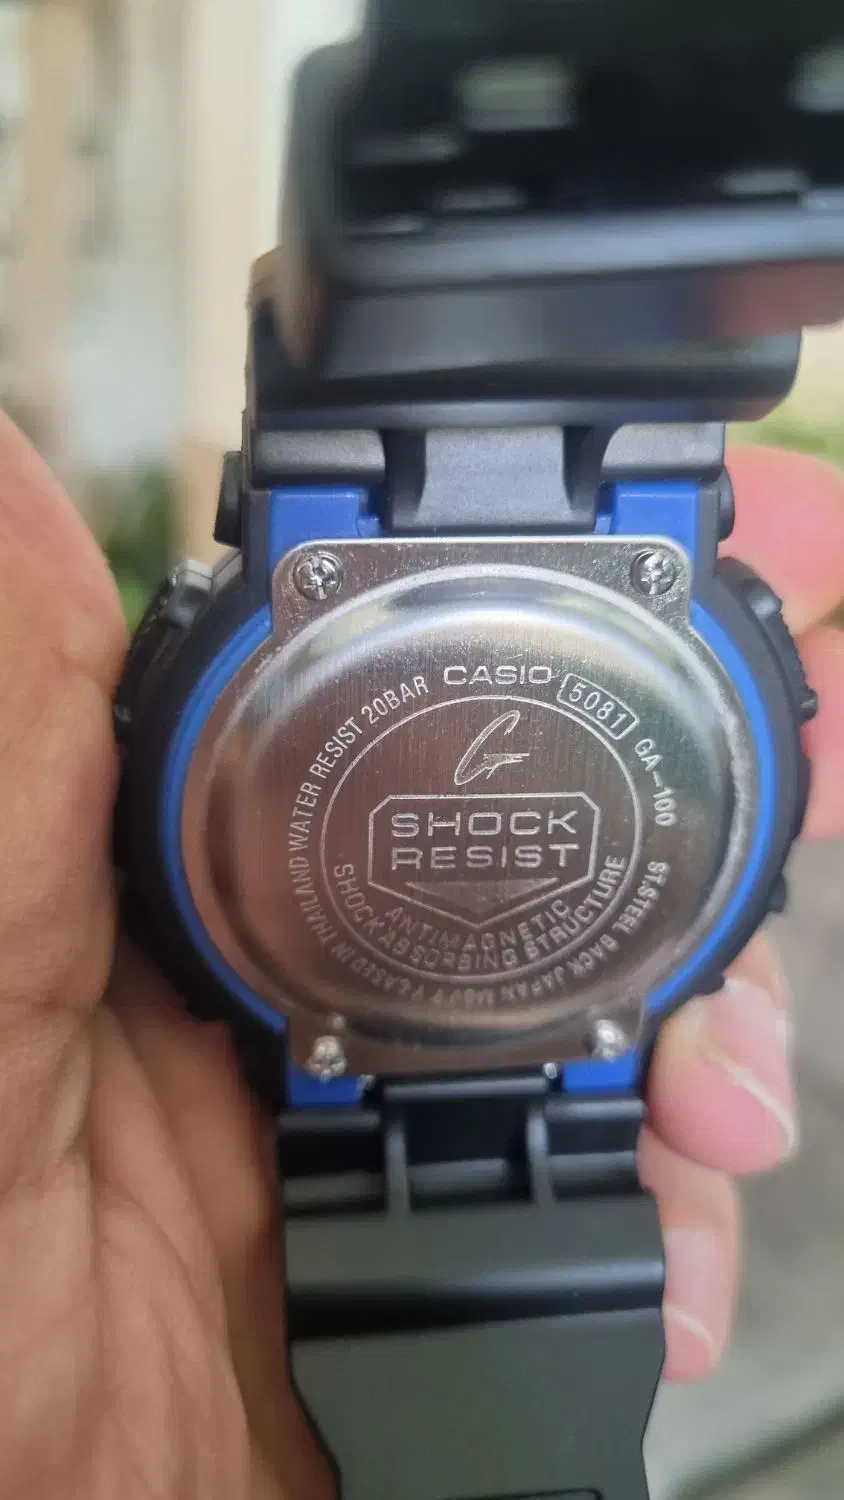 CASIO
5081
GA-100
WATER RESIST 20BAR
ST.STEEL BACK JAPAN MOV'T Y CASED IN THAILAND
G
SHOCK
RESIST
ANTIMAGNETIC
SHOCK ABSORBING STRUCTURE